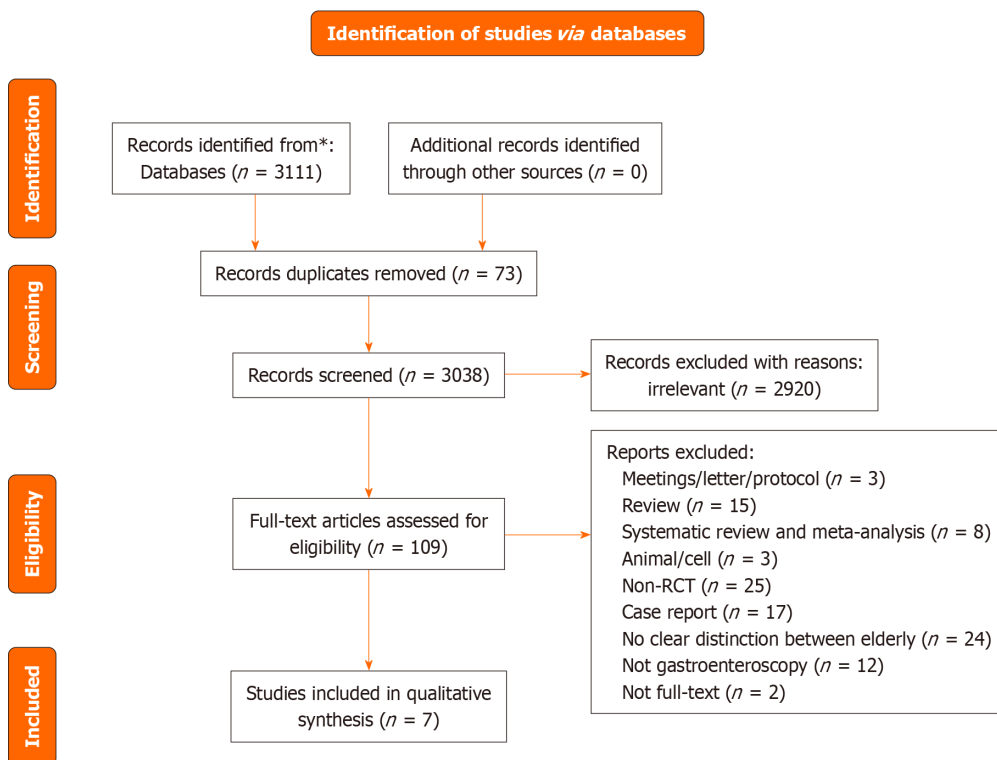 Identification of studies via databases
Identification
Records identified from*:
Databases (n = 3111)
Additional records identified
through other sources (n = 0)
Records duplicates removed (n = 73)
Screening
Records screened (n = 3038)
Records excluded with reasons:
irrelevant (n = 2920)
Eligibility
Full-text articles assessed for
eligibility (n = 109)
Reports excluded:
Meetings/letter/protocol (n = 3)
Review (n = 15)
Systematic review and meta-analysis (n = 8)
Animal/cell (n = 3)
Non-RCT (n = 25)
Case report (n = 17)
No clear distinction between elderly (n = 24)
Not gastroenteroscopy (n = 12)
Not full-text (n = 2)
Included
Studies included in qualitative
synthesis (n = 7)